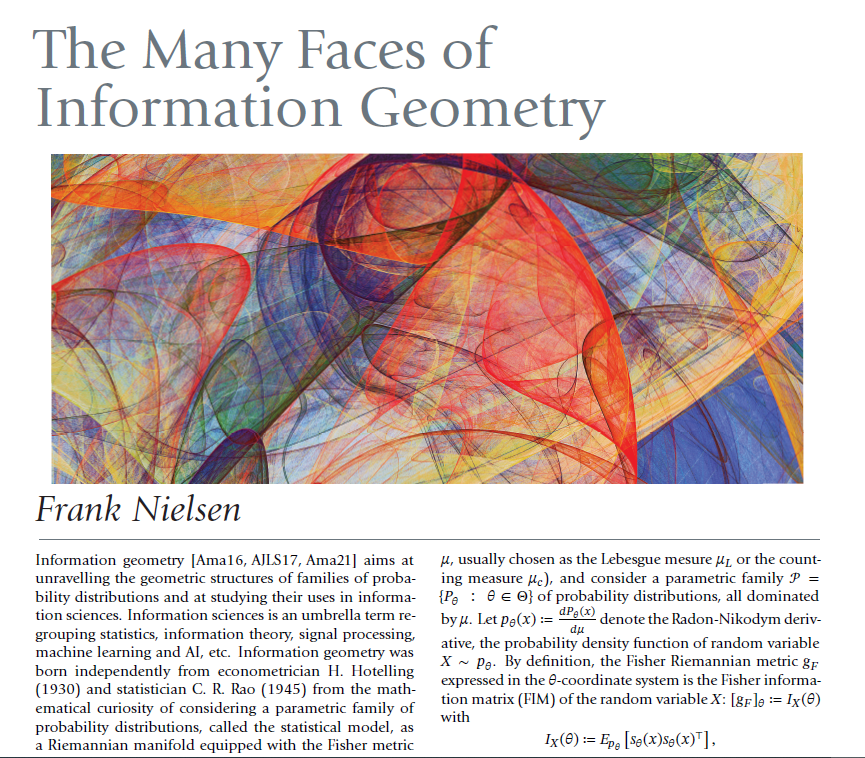 The Many Faces of
Information Geometry
Frank Nielsen
Information geometry [Ama16, AJLS17, Ama21] aims at
unravelling the geometric structures of families of proba-
bility distributions and at studying their uses in informa-
tion sciences. Information sciences is an umbrella term re-
grouping statistics, information theory, signal processing,
machine learning and AI, etc. Information geometry was
born independently from econometrician H. Hotelling
(1930) and statistician C. R. Rao (1945) from the math-
ematical curiosity of considering a parametric family of
probability distributions, called the statistical model, as
a Riemannian manifold equipped with the Fisher metric
μ, usually chosen as the Lebesgue mesure μ_L or the count-
ing measure μ_c), and consider a parametric family 𝒫 =
{P_θ : θ ∈ Θ} of probability distributions, all dominated
by μ. Let p_θ(x) ≔ dP_θ(x)/dμ denote the Radon-Nikodym deriv-
ative, the probability density function of random variable
X ∼ p_θ. By definition, the Fisher Riemannian metric g_F
expressed in the θ-coordinate system is the Fisher informa-
tion matrix (FIM) of the random variable X: [g_F]_θ ≔ I_X(θ)
with
I_X(θ) ≔ E_{p_θ} [s_θ(x)s_θ(x)^⊤],